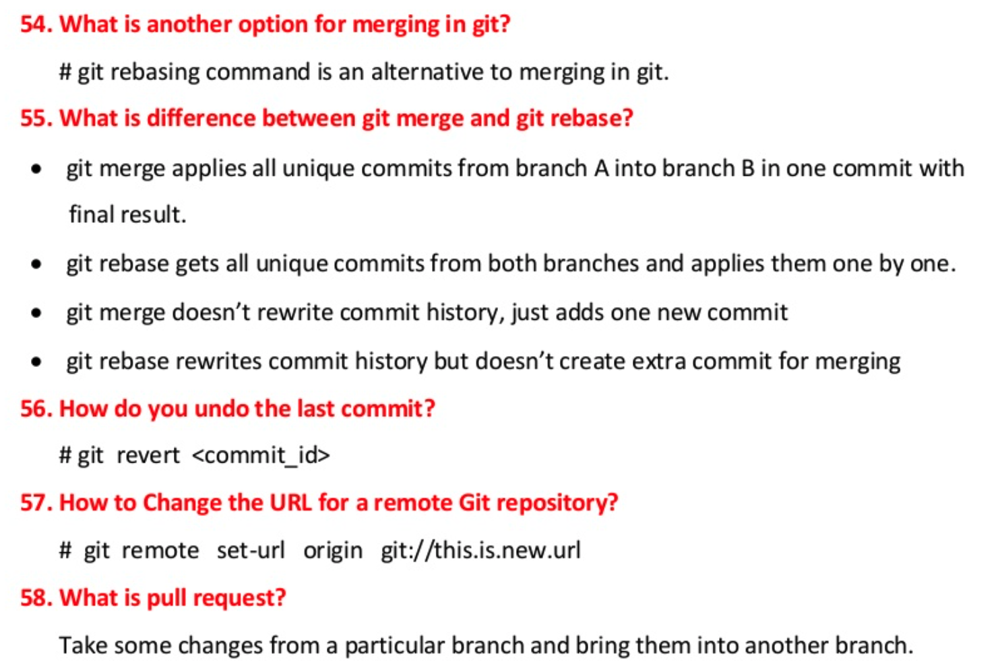 54. What is another option for merging in git?
# git rebasing command is an alternative to merging in git.
55. What is difference between git merge and git rebase?
• git merge applies all unique commits from branch A into branch B in one commit with
final result.
• git rebase gets all unique commits from both branches and applies them one by one.
• git merge doesn’t rewrite commit history, just adds one new commit
• git rebase rewrites commit history but doesn’t create extra commit for merging
56. How do you undo the last commit?
# git revert <commit_id>
57. How to Change the URL for a remote Git repository?
# git remote set-url origin git://this.is.new.url
58. What is pull request?
Take some changes from a particular branch and bring them into another branch.